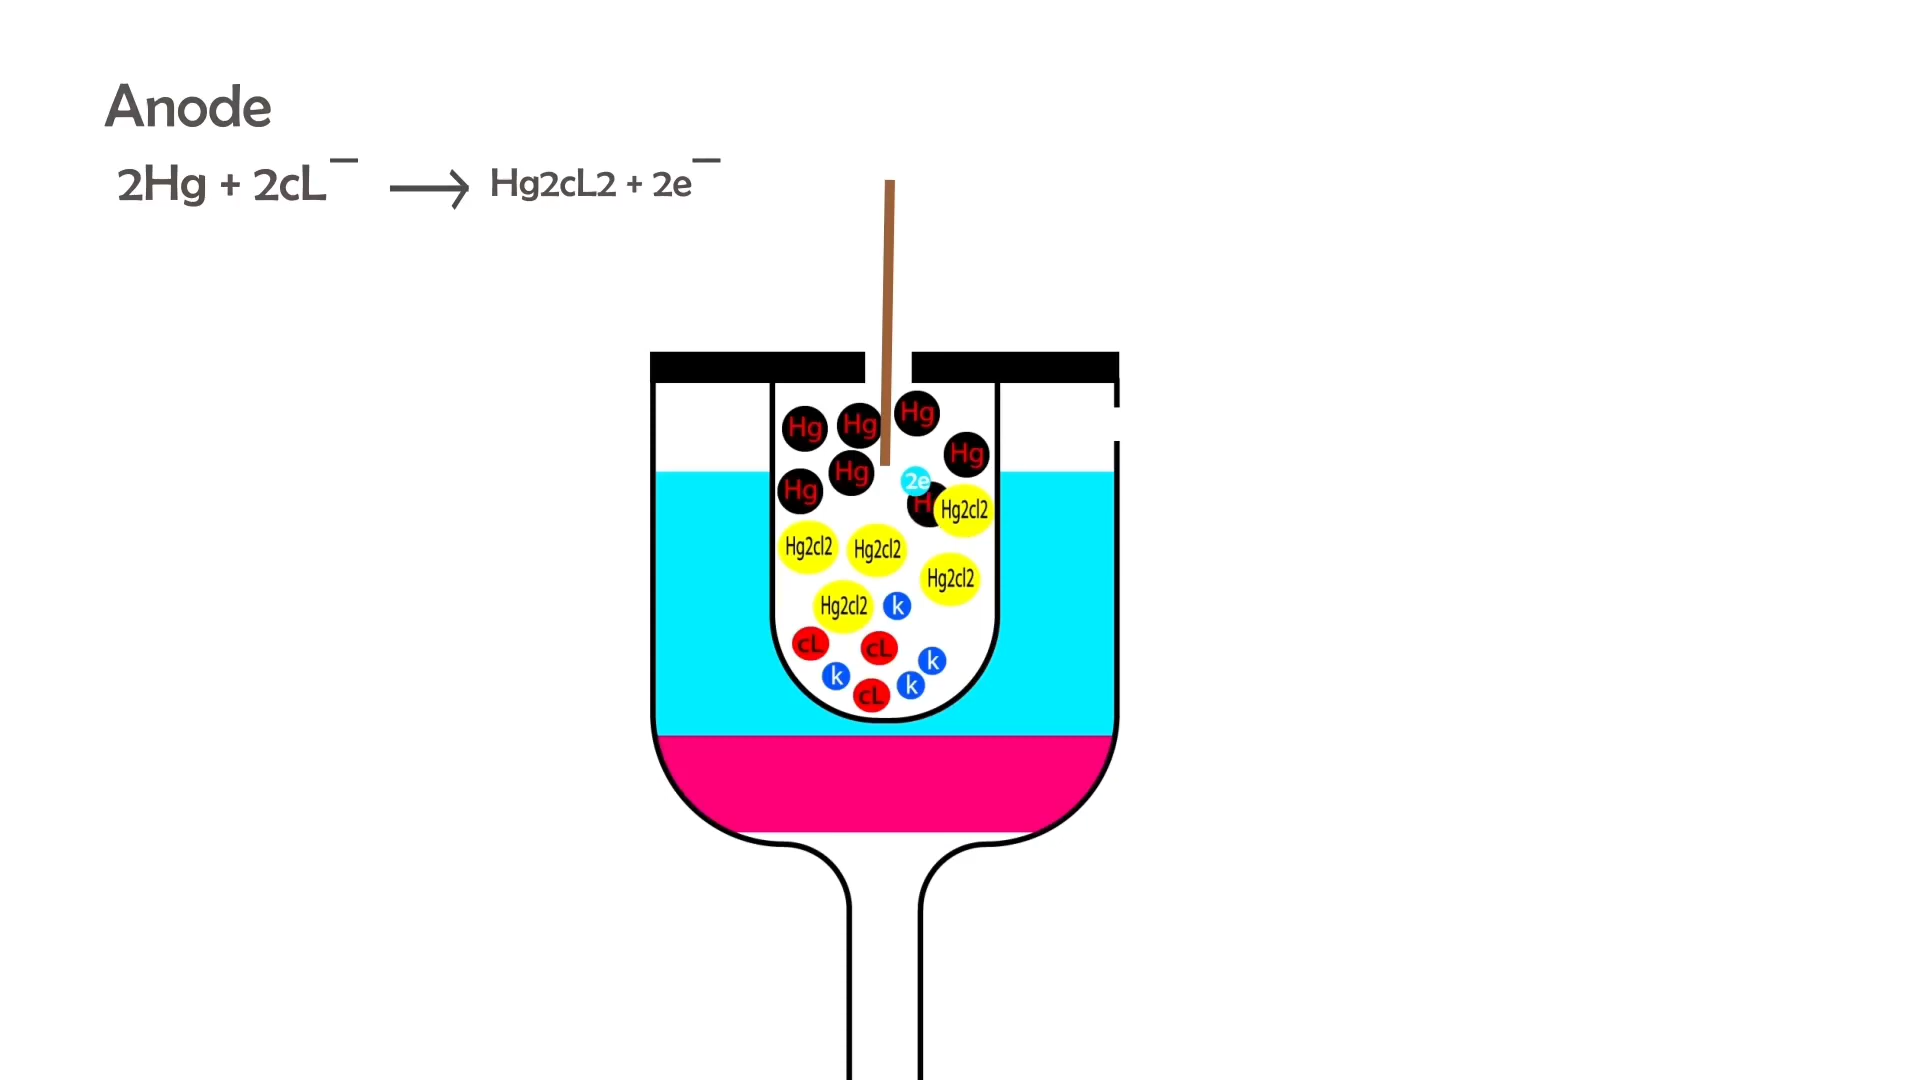 Anode
2Hg + 2cL⁻ → Hg2cL2 + 2e⁻
Hg Hg Hg
Hg
Hg Hg 2e
H Hg2cl2
Hg2cl2 Hg2cl2
Hg2cl2
Hg2cl2 k
cL cL k
k cL k